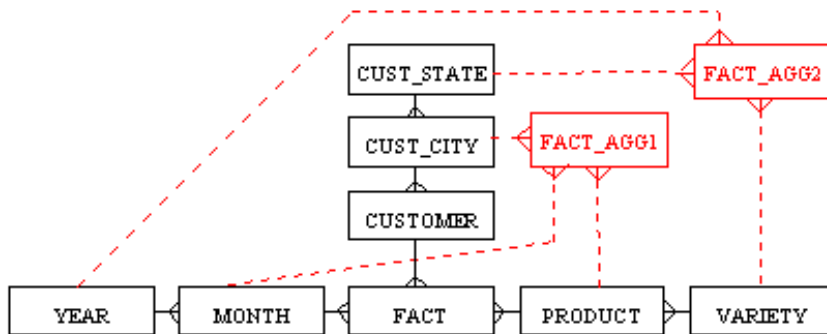 CUST_STATE
FACT_AGG2
CUST_CITY
FACT_AGG1
CUSTOMER
YEAR
MONTH
FACT
PRODUCT
VARIETY